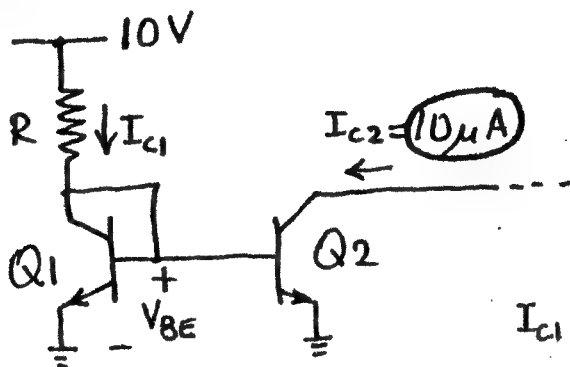 10V
R
I_C1
I_C2=10μA
Q1
Q2
+
V_BE
-
I_C1